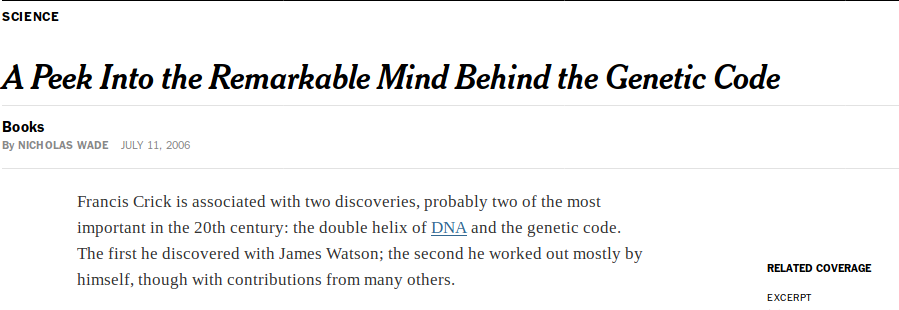 SCIENCE
A Peek Into the Remarkable Mind Behind the Genetic Code
Books
By NICHOLAS WADE JULY 11, 2006
Francis Crick is associated with two discoveries, probably two of the most
important in the 20th century: the double helix of DNA and the genetic code.
The first he discovered with James Watson; the second he worked out mostly by
himself, though with contributions from many others.
RELATED COVERAGE
EXCERPT